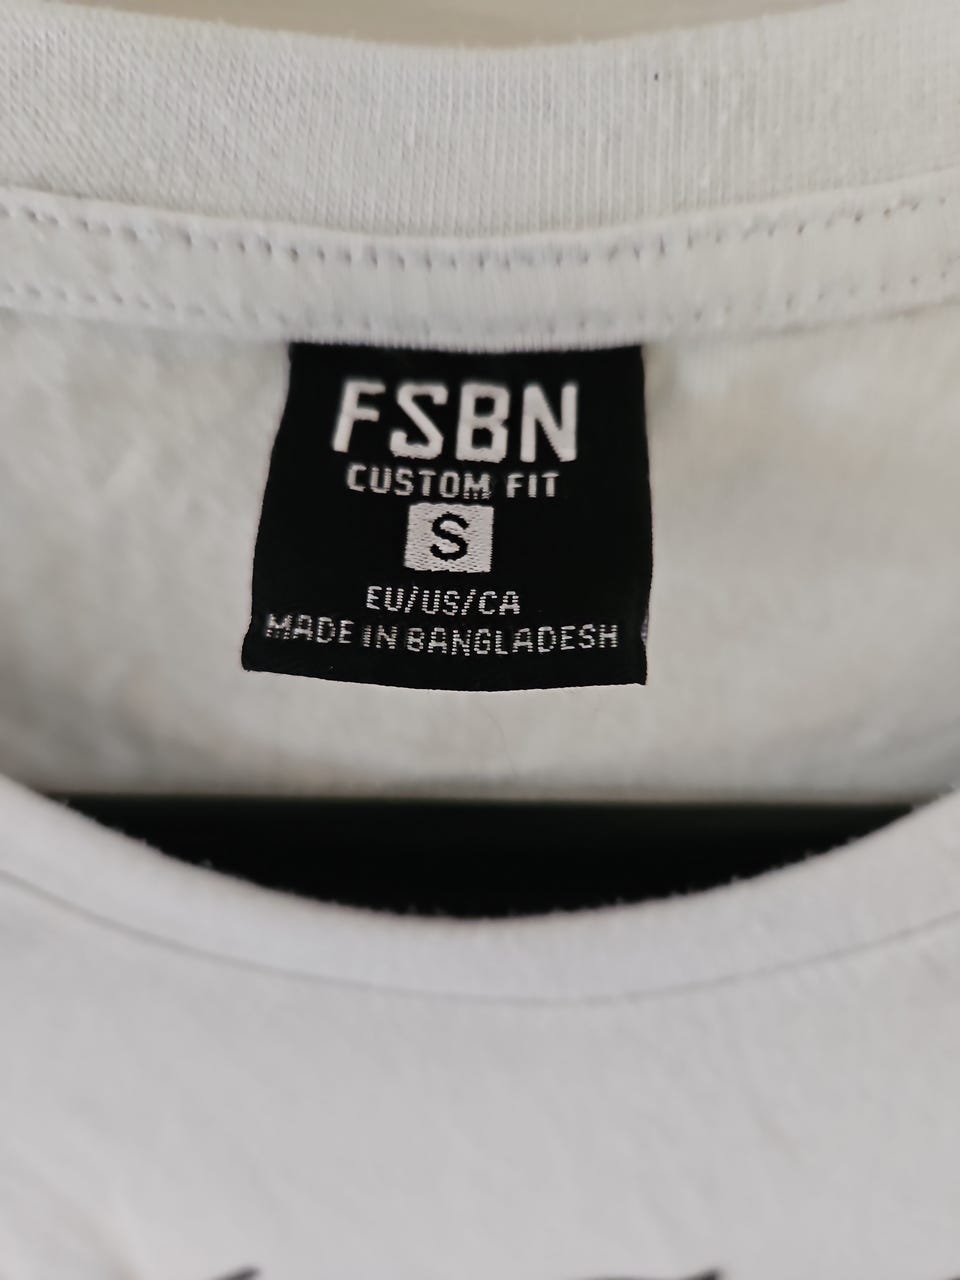 FSBN
CUSTOM FIT
S
EU/US/CA
MADE IN BANGLADESH